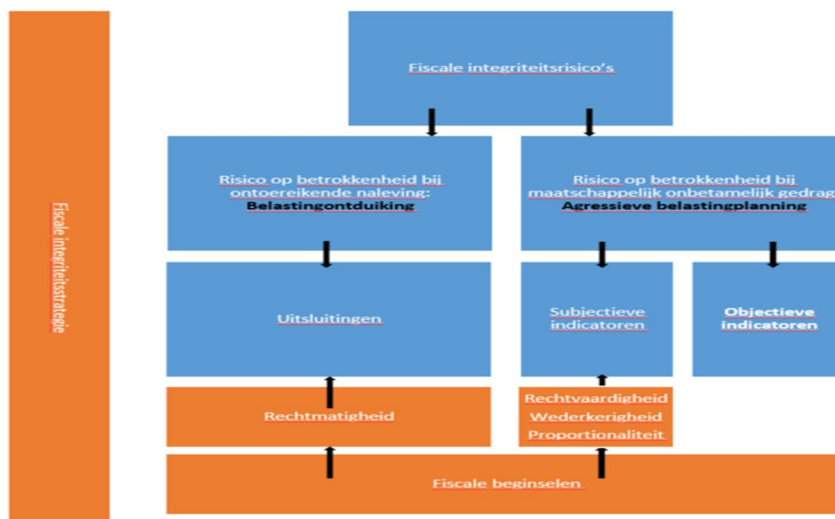 Fiscale integriteitsstrategie
Fiscale integriteitsrisico's
Risico op betrokkenheid bij
ontoereikende naleving:
Belastingontduiking
Risico op betrokkenheid bij
maatschappelijk onbetamelijk gedrag
Agressieve belastingplanning
Uitsluitingen
Subjectieve
indicatoren
Objectieve
indicatoren
Rechtmatigheid
Rechtvaardigheid
Wederkerigheid
Proportionaliteit
Fiscale beginselen